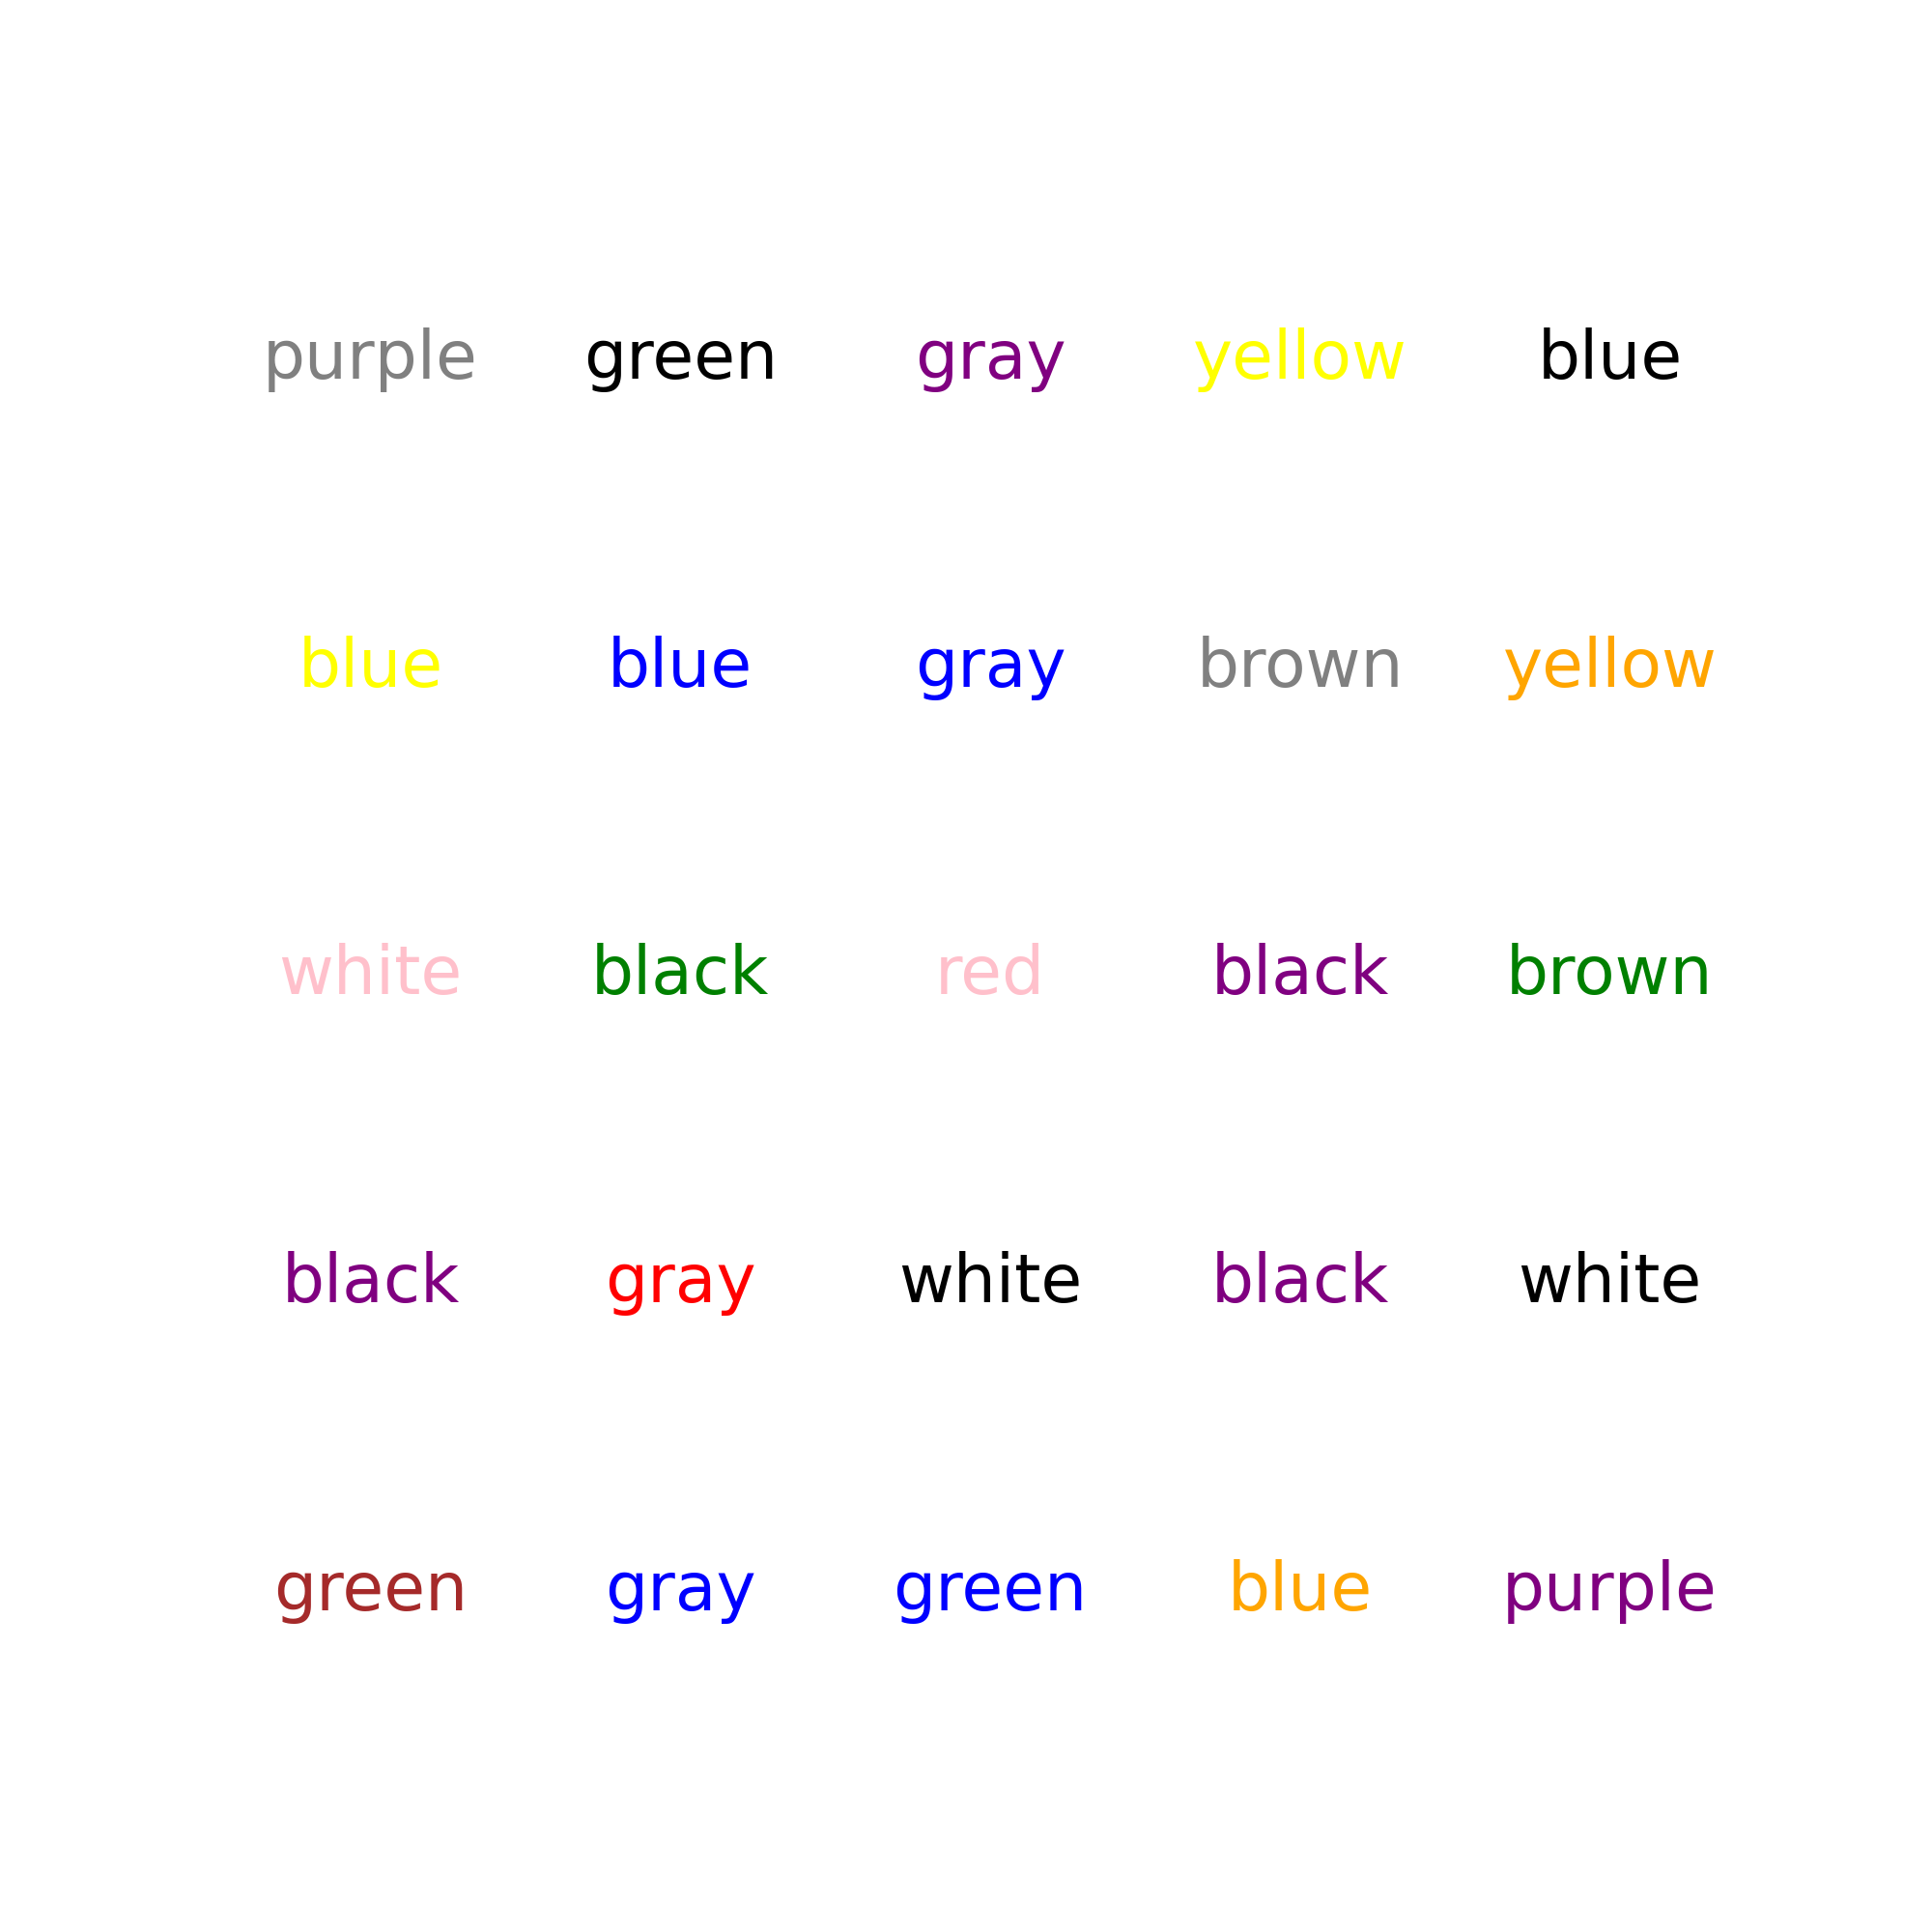 purple green gray yellow blue
blue blue gray brown yellow
white black red black brown
black gray white black white
green gray green blue purple